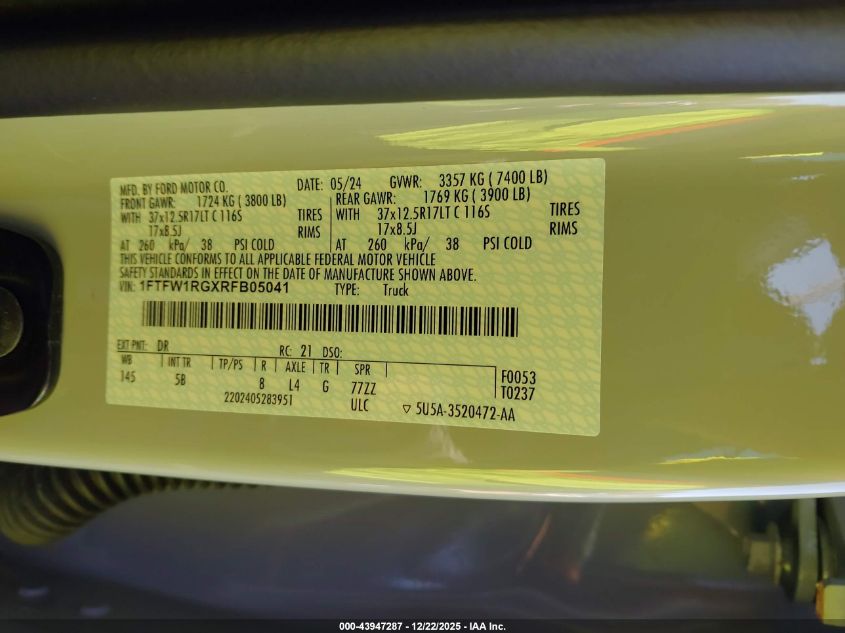 MFD. BY FORD MOTOR CO. DATE: 05/24 GVWR: 3357 KG ( 7400 LB)
FRONT GAWR: 1724 KG ( 3800 LB) REAR GAWR: 1769 KG ( 3900 LB)
WITH 37x12.5R17LT C 116S TIRES WITH 37x12.5R17LT C 116S TIRES
17x8.5J RIMS 17x8.5J RIMS
AT 260 kPa/ 38 PSI COLD AT 260 kPa/ 38 PSI COLD
THIS VEHICLE CONFORMS TO ALL APPLICABLE FEDERAL MOTOR VEHICLE
SAFETY STANDARDS IN EFFECT ON THE DATE OF MANUFACTURE SHOWN ABOVE.
VIN: 1FTFW1RGXRFB05041 TYPE: Truck
EXT PNT: DR RC: 21 DSO:
WB INT TR TP/PS R AXLE TR SPR
145 5B 8 L4 G 77ZZ F0053
T0237
2202405283951 ULC ▽ 5U5A-3520472-AA
000-43947287 - 12/22/2025 - IAA Inc.